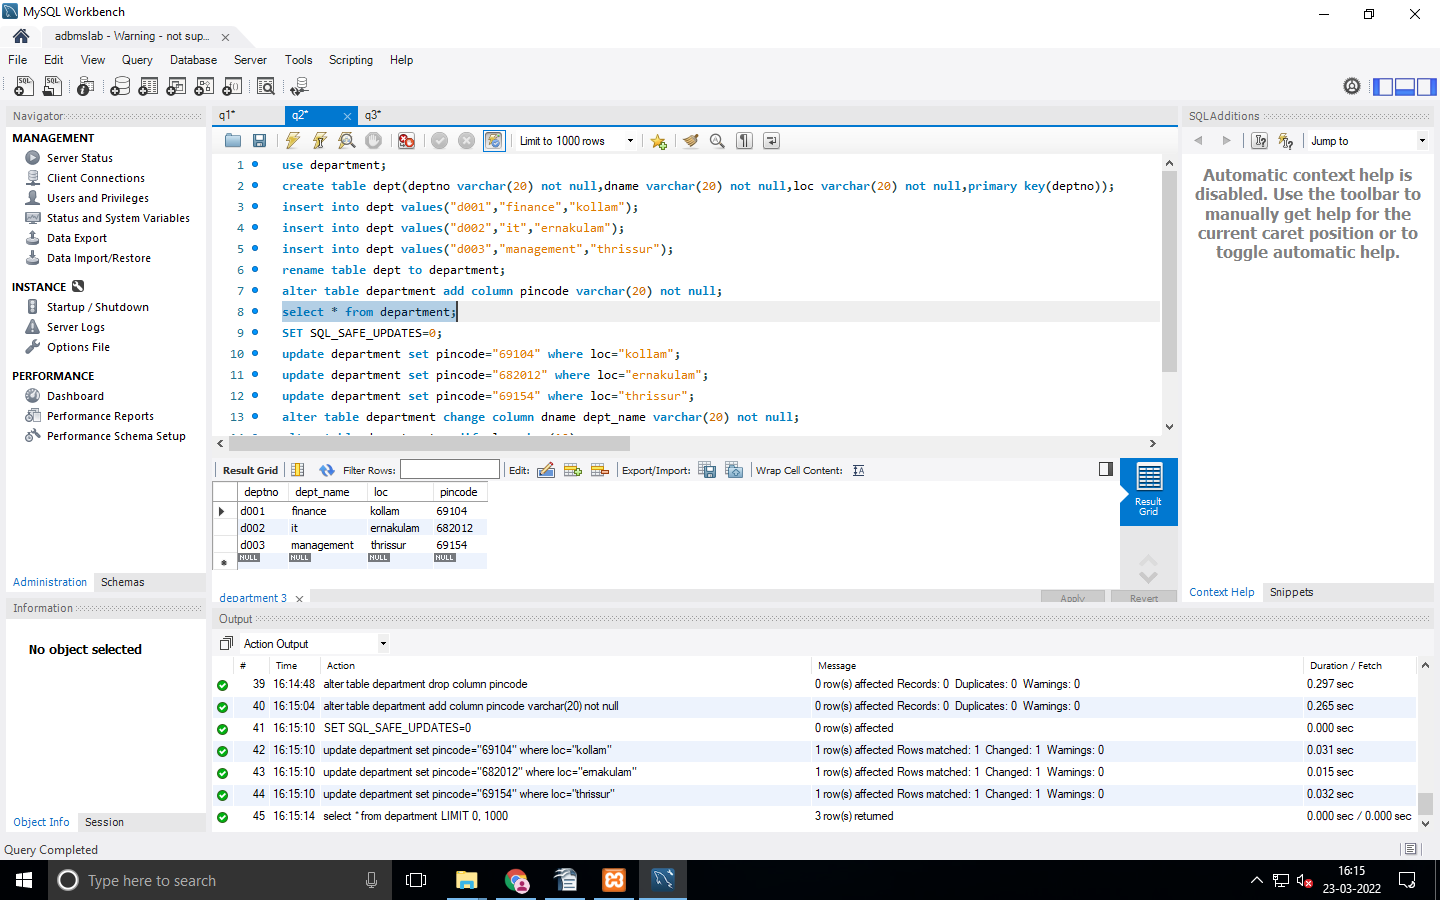 MySQL Workbench
adbmslab - Warning - not sup...
File Edit View Query Database Server Tools Scripting Help
Navigator
MANAGEMENT
Server Status
Client Connections
Users and Privileges
Status and System Variables
Data Export
Data Import/Restore
INSTANCE
Startup / Shutdown
Server Logs
Options File
PERFORMANCE
Dashboard
Performance Reports
Performance Schema Setup
Administration Schemas
Information
No object selected
Object Info Session
q1* q2* q3*
Limit to 1000 rows
1 use department;
2 create table dept(deptno varchar(20) not null,dname varchar(20) not null,loc varchar(20) not null,primary key(deptno));
3 insert into dept values("d001","finance","kollam");
4 insert into dept values("d002","it","ernakulam");
5 insert into dept values("d003","management","thrissur");
6 rename table dept to department;
7 alter table department add column pincode varchar(20) not null;
8 select * from department;
9 SET SQL_SAFE_UPDATES=0;
10 update department set pincode="69104" where loc="kollam";
11 update department set pincode="682012" where loc="ernakulam";
12 update department set pincode="69154" where loc="thrissur";
13 alter table department change column dname dept_name varchar(20) not null;
Result Grid Filter Rows: Edit: Export/Import: Wrap Cell Content:
deptno dept_name loc pincode
d001 finance kollam 69104
d002 it ernakulam 682012
d003 management thrissur 69154
NULL NULL NULL NULL
Result
Grid
department 3 Apply Revert
SQLAdditions
Jump to
Automatic context help is
disabled. Use the toolbar to
manually get help for the
current caret position or to
toggle automatic help.
Context Help Snippets
Output
Action Output
# Time Action Message Duration / Fetch
39 16:14:48 alter table department drop column pincode 0 row(s) affected Records: 0 Duplicates: 0 Warnings: 0 0.297 sec
40 16:15:04 alter table department add column pincode varchar(20) not null 0 row(s) affected Records: 0 Duplicates: 0 Warnings: 0 0.265 sec
41 16:15:10 SET SQL_SAFE_UPDATES=0 0 row(s) affected 0.000 sec
42 16:15:10 update department set pincode="69104" where loc="kollam" 1 row(s) affected Rows matched: 1 Changed: 1 Warnings: 0 0.031 sec
43 16:15:10 update department set pincode="682012" where loc="ernakulam" 1 row(s) affected Rows matched: 1 Changed: 1 Warnings: 0 0.015 sec
44 16:15:10 update department set pincode="69154" where loc="thrissur" 1 row(s) affected Rows matched: 1 Changed: 1 Warnings: 0 0.032 sec
45 16:15:14 select * from department LIMIT 0, 1000 3 row(s) returned 0.000 sec / 0.000 sec
Query Completed
Type here to search
16:15
23-03-2022